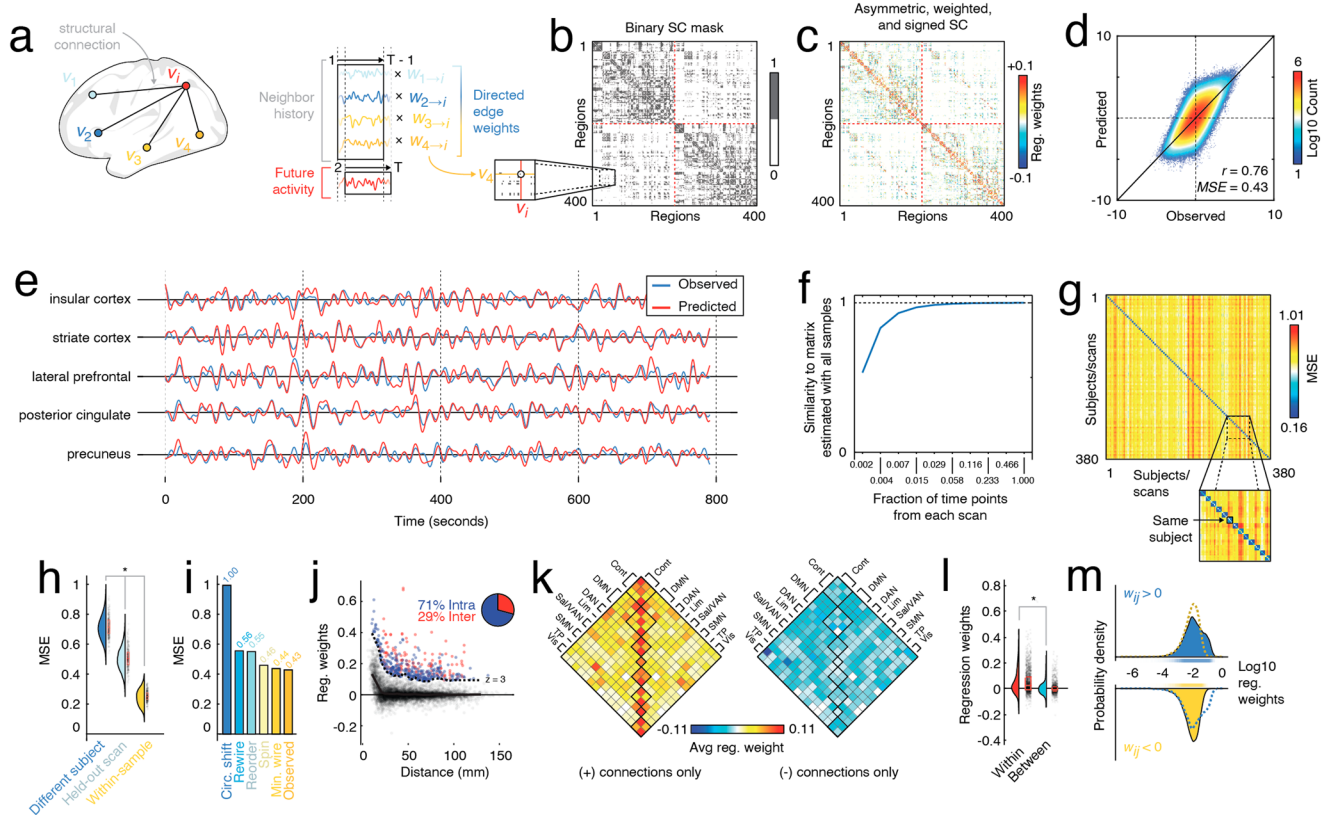 a
structural
connection
v1
vi
v2
v3
v4
Neighbor
history
1
T - 1
× w1→i
× w2→i
× w3→i
× w4→i
Directed
edge
weights
2
T
Future
activity
v4
vi
b
Binary SC mask
1
Regions
400
1
Regions
400
1
0
c
Asymmetric, weighted,
and signed SC
1
Regions
400
1
Regions
400
+0.1
Reg. weights
-0.1
d
10
Predicted
-10
-10
Observed
10
r = 0.76
MSE = 0.43
6
Log10 Count
1
e
Observed
Predicted
insular cortex
striate cortex
lateral prefrontal
posterior cingulate
precuneus
0 200 400 600 800
Time (seconds)
f
Similarity to matrix
estimated with all samples
1
0
0.002 0.007 0.029 0.116 0.466
0.004 0.015 0.058 0.233 1.000
Fraction of time points
from each scan
g
1
Subjects/scans
380
1
Subjects/
scans
380
1.01
MSE
0.16
Same
subject
h
*
MSE
1
0.8
0.6
0.4
0.2
0
Different subject
Held-out scan
Within-sample
i
MSE
1
0.8
0.6
0.4
0.2
0
1.00
0.56
0.55
0.46
0.44
0.43
Circ. shift
Rewire
Reorder
Spin
Min. wire
Observed
j
71% Intra
29% Inter
Reg. weights
0.6
0.4
0.2
0
-0.2
ẑ = 3
0 50 100 150
Distance (mm)
k
Cont
DMN
DAN
Lim
Sal/VAN
SMN
TP
Vis
Cont
DMN
DAN
Lim
Sal/VAN
SMN
TP
Vis
Cont
DMN
DAN
Lim
Sal/VAN
SMN
TP
Vis
Cont
DMN
DAN
Lim
Sal/VAN
SMN
TP
Vis
-0.11
0.11
Avg reg. weight
(+) connections only
(-) connections only
l
*
Regression weights
0.8
0.6
0.4
0.2
0
-0.2
-0.4
Within
Between
m
wij > 0
Probability density
-6 -4 -2 0
Log10
reg.
weights
wij < 0